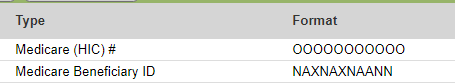 Type Format
Medicare (HIC) # OOOOOOOOOOO
Medicare Beneficiary ID NAXNAXNAANN